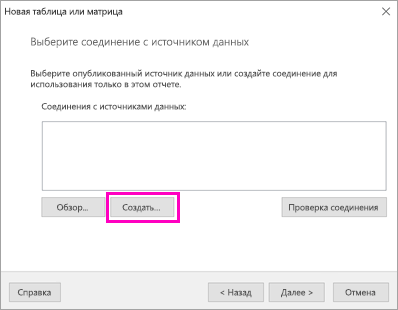 Новая таблица или матрица
Выберите соединение с источником данных
Выберите опубликованный источник данных или создайте соединение для
использования только в этом отчете.
Соединения с источниками данных:
Обзор... Создать... Проверка соединения
Справка < Назад Далее > Отмена